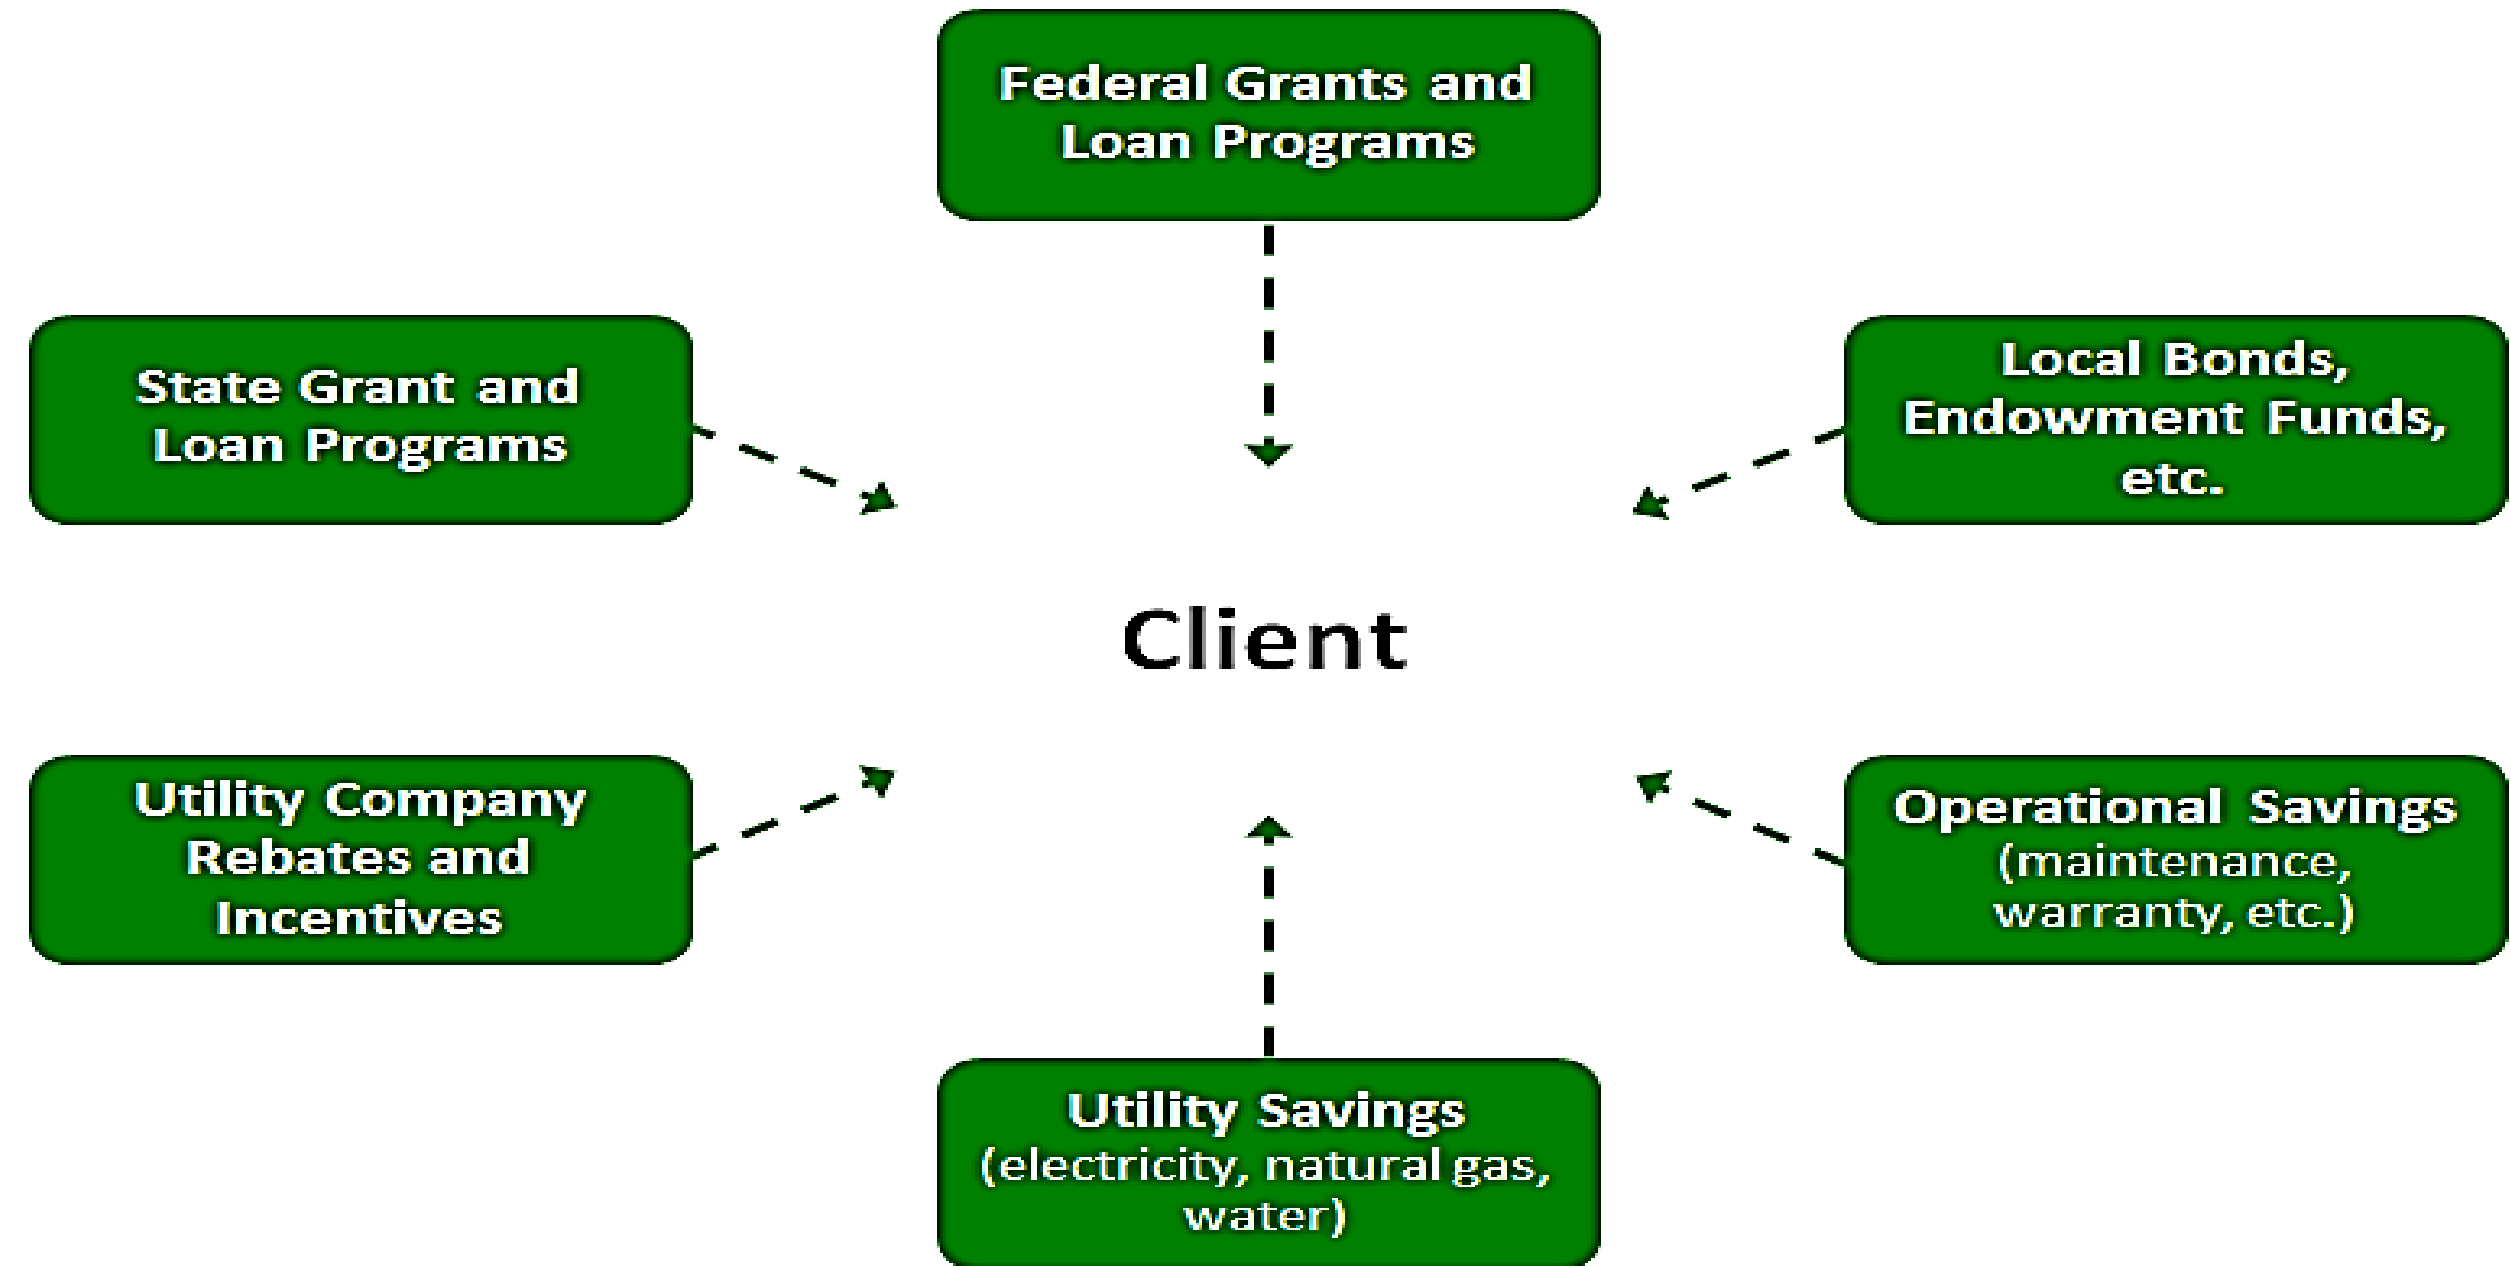 Federal Grants and
Loan Programs
State Grant and
Loan Programs
Local Bonds,
Endowment Funds,
etc.
Client
Utility Company
Rebates and
Incentives
Operational Savings
(maintenance,
warranty, etc.)
Utility Savings
(electricity, natural gas,
water)